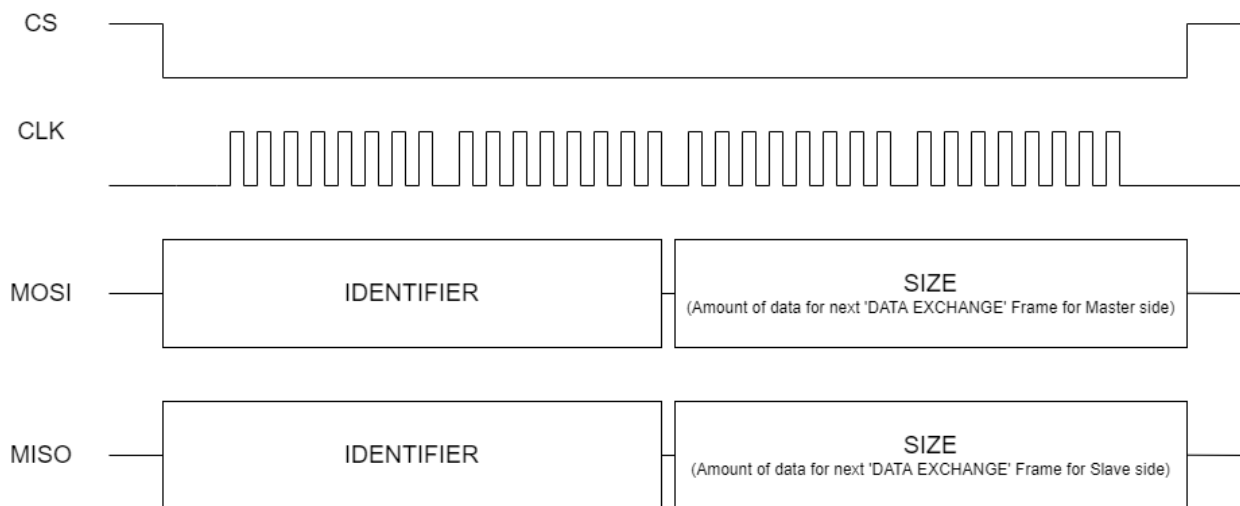 CS
CLK
MOSI
IDENTIFIER
SIZE
(Amount of data for next 'DATA EXCHANGE' Frame for Master side)
MISO
IDENTIFIER
SIZE
(Amount of data for next 'DATA EXCHANGE' Frame for Slave side)